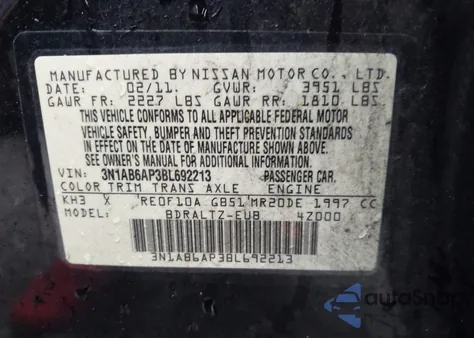 MANUFACTURED BY NISSAN MOTOR CO., LTD.
DATE: 02/11. GVWR: 3951 LBS
GAWR FR: 2227 LBS GAWR RR: 1810 LBS
THIS VEHICLE CONFORMS TO ALL APPLICABLE FEDERAL MOTOR
VEHICLE SAFETY, BUMPER AND THEFT PREVENTION STANDARDS
IN EFFECT ON THE DATE OF MANUFACTURE SHOWN ABOVE.
SEE OWNER'S MANUAL FOR ADDITIONAL INFORMATION.
VIN: 3N1AB6AP3BL692213 PASSENGER CAR.
COLOR TRIM TRANS AXLE ENGINE
KH3 X RE0F10A GB51 MR20DE 1997 CC
MODEL: BDRALTZ-EUB 4Z000
3N1AB6AP3BL692213
autoSnap